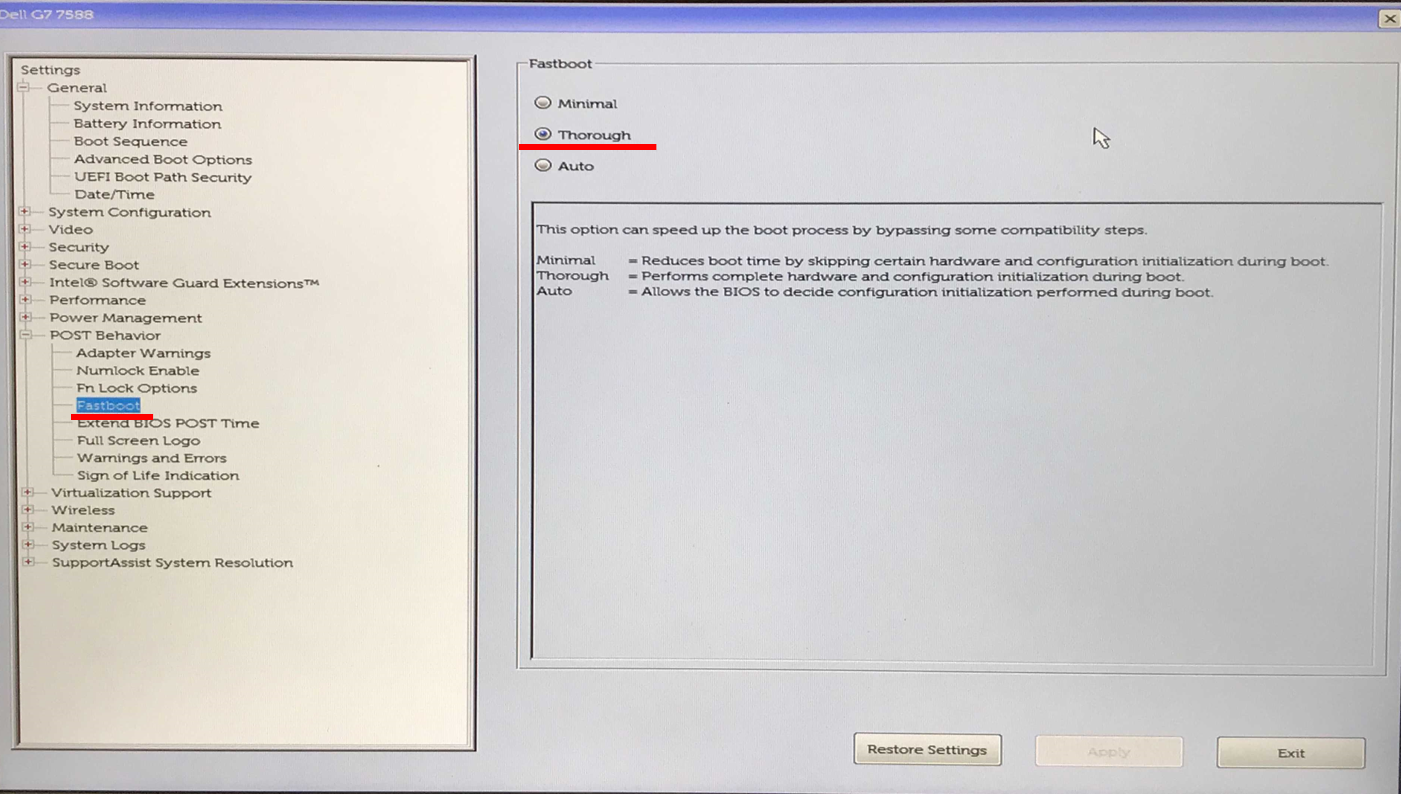 Dell G7 7588
Settings
General
System Information
Battery Information
Boot Sequence
Advanced Boot Options
UEFI Boot Path Security
Date/Time
System Configuration
Video
Security
Secure Boot
Intel® Software Guard Extensions™
Performance
Power Management
POST Behavior
Adapter Warnings
Numlock Enable
Fn Lock Options
Fastboot
Extend BIOS POST Time
Full Screen Logo
Warnings and Errors
Sign of Life Indication
Virtualization Support
Wireless
Maintenance
System Logs
SupportAssist System Resolution
Fastboot
Minimal
Thorough
Auto
This option can speed up the boot process by bypassing some compatibility steps.
Minimal = Reduces boot time by skipping certain hardware and configuration initialization during boot.
Thorough = Performs complete hardware and configuration initialization during boot.
Auto = Allows the BIOS to decide configuration initialization performed during boot.
Restore Settings
Apply
Exit